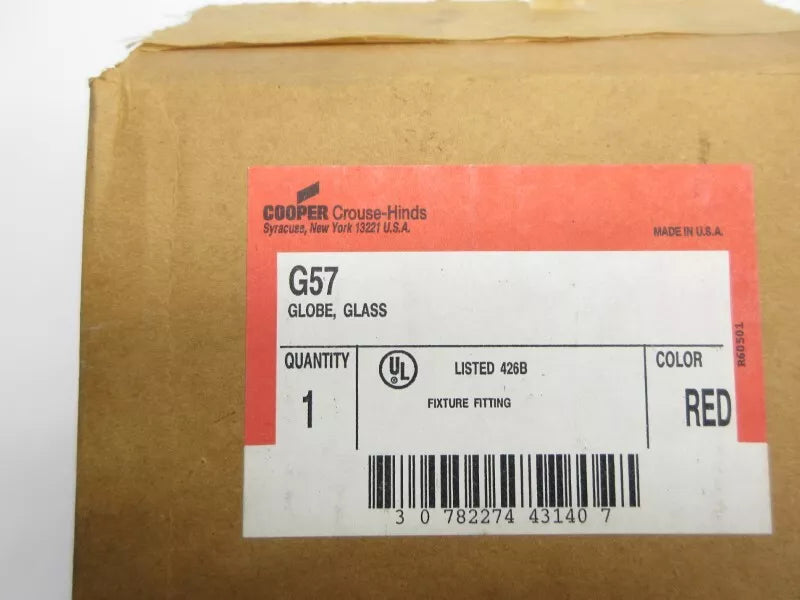 COOPER Crouse-Hinds
Syracuse, New York 13221 U.S.A.
MADE IN U.S.A.
G57
GLOBE, GLASS
R60501
QUANTITY
1
UL
®
LISTED 426B
FIXTURE FITTING
COLOR
RED
3 0 782274 43140 7